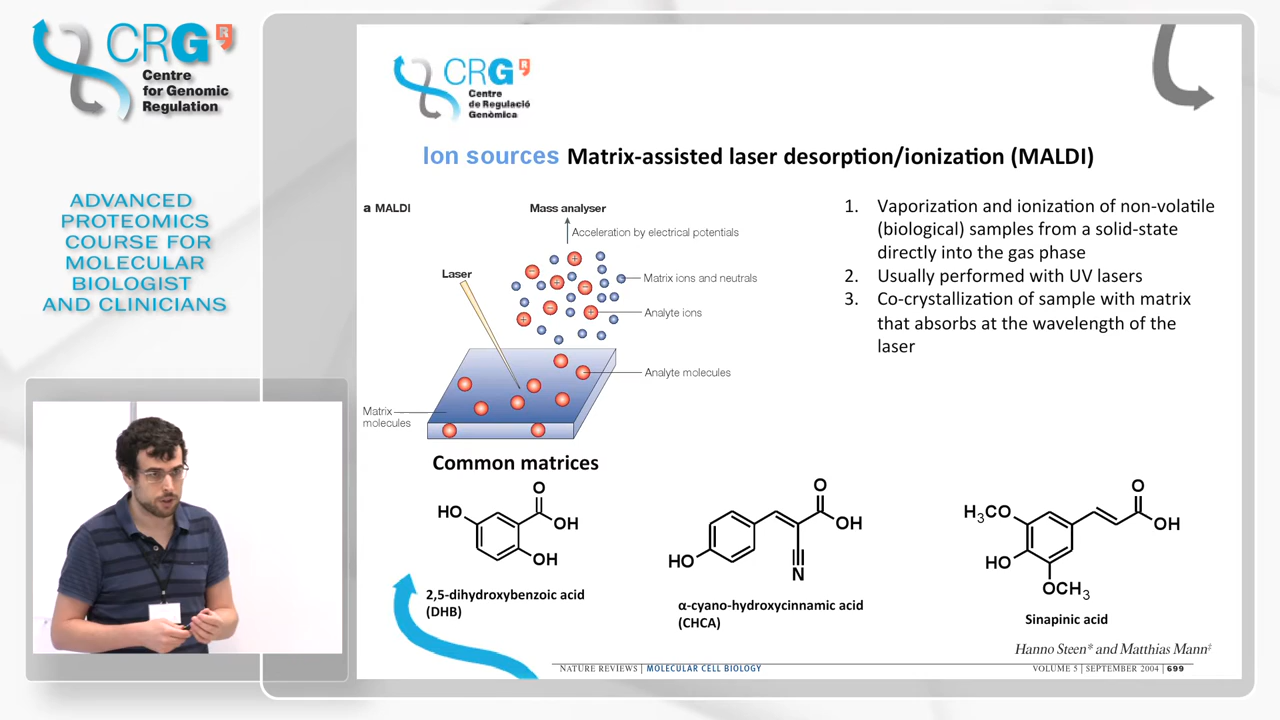 CRG
Centre
for Genomic
Regulation
ADVANCED
PROTEOMICS
COURSE FOR
MOLECULAR
BIOLOGIST
AND CLINICIANS
CRG
Centre
de Regulació
Genòmica
Ion sources Matrix-assisted laser desorption/ionization (MALDI)
a MALDI
Mass analyser
Acceleration by electrical potentials
Laser
Matrix ions and neutrals
Analyte ions
Analyte molecules
Matrix
molecules
1. Vaporization and ionization of non-volatile
(biological) samples from a solid-state
directly into the gas phase
2. Usually performed with UV lasers
3. Co-crystallization of sample with matrix
that absorbs at the wavelength of the
laser
Common matrices
HO
O
OH
OH
2,5-dihydroxybenzoic acid
(DHB)
O
OH
HO
N
α-cyano-hydroxycinnamic acid
(CHCA)
O
H3CO
OH
HO
OCH3
Sinapinic acid
Hanno Steen* and Matthias Mann‡
NATURE REVIEWS | MOLECULAR CELL BIOLOGY
VOLUME 5 | SEPTEMBER 2004 | 699